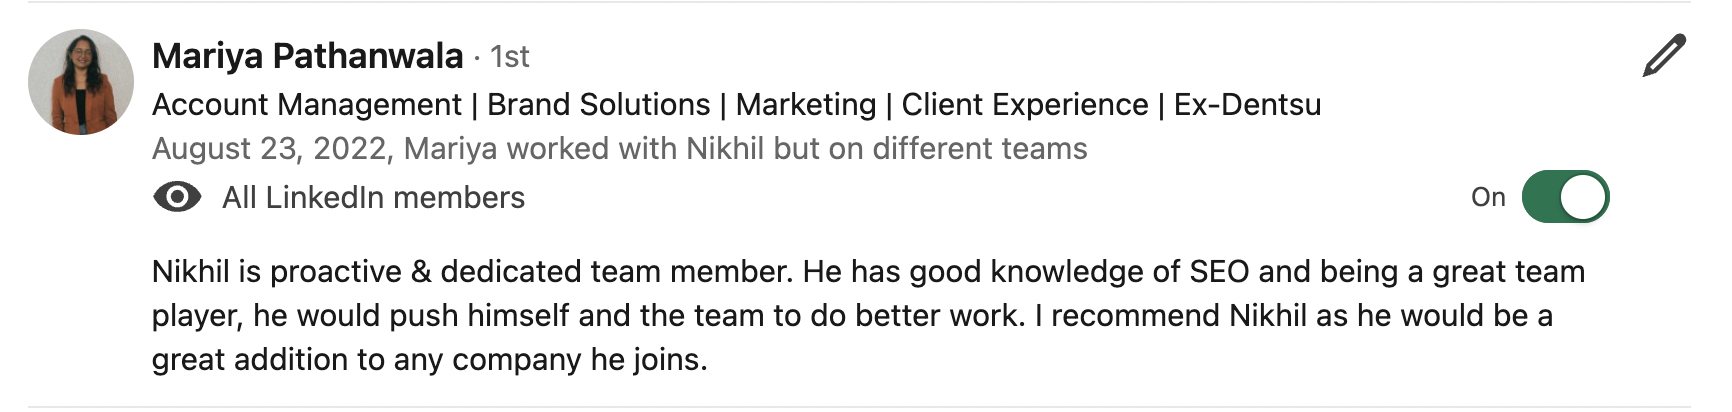 Mariya Pathanwala · 1st
Account Management | Brand Solutions | Marketing | Client Experience | Ex-Dentsu
August 23, 2022, Mariya worked with Nikhil but on different teams
All LinkedIn members
On
Nikhil is proactive & dedicated team member. He has good knowledge of SEO and being a great team
player, he would push himself and the team to do better work. I recommend Nikhil as he would be a
great addition to any company he joins.